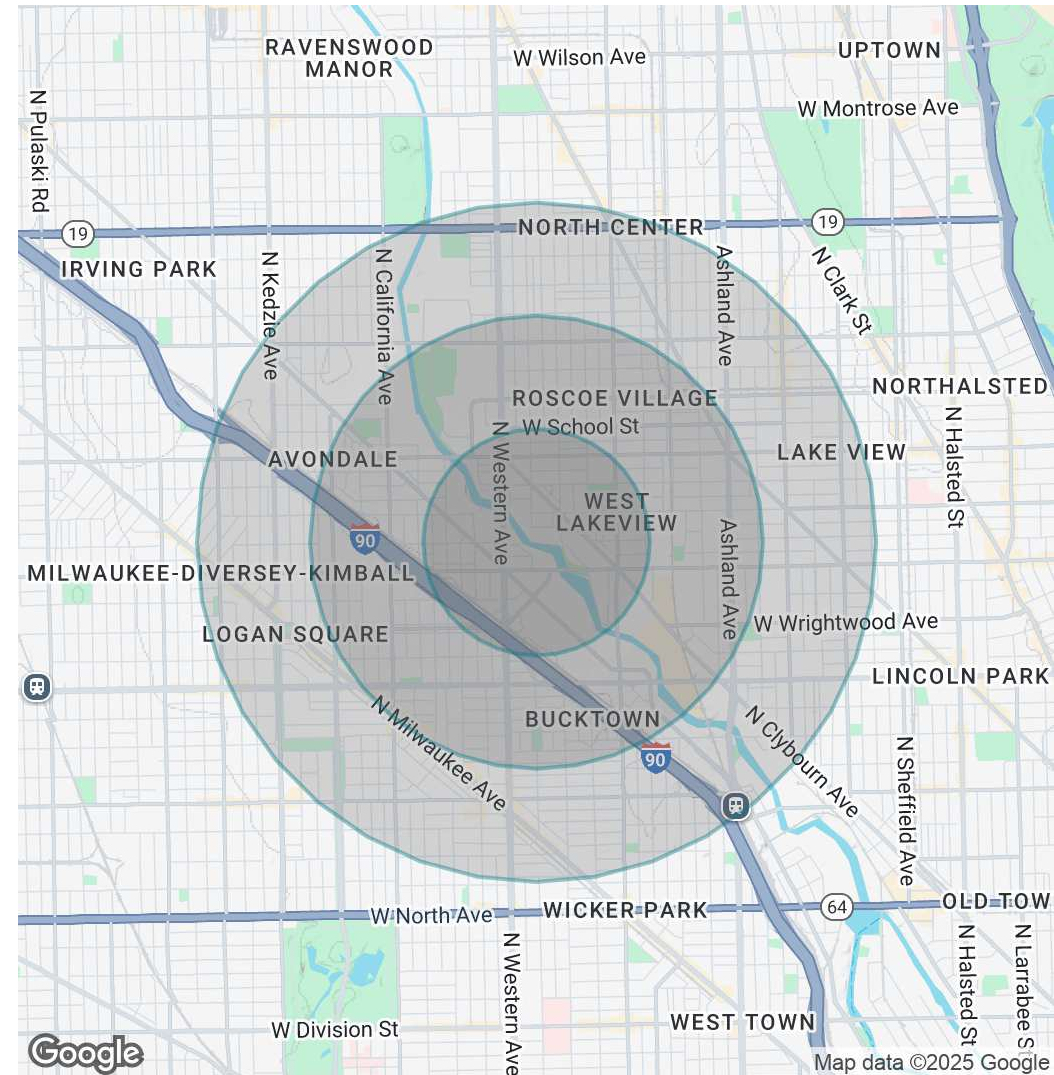 RAVENSWOOD
MANOR
W Wilson Ave
UPTOWN
N Pulaski Rd
W Montrose Ave
19
NORTH CENTER
19
IRVING PARK
N Kedzie Ave
N California Ave
Ashland Ave
N Clark St
NORTHALSTED
ROSCOE VILLAGE
W School St
N Western Ave
AVONDALE
LAKE VIEW
N Halsted St
WEST
LAKEVIEW
90
Ashland Ave
MILWAUKEE-DIVERSEY-KIMBALL
LOGAN SQUARE
W Wrightwood Ave
LINCOLN PARK
N Milwaukee Ave
BUCKTOWN
N Clybourn Ave
90
N Sheffield Ave
W North Ave
WICKER PARK
64
OLD TOW
N Western Ave
N Halsted St
N Larrabee S
W Division St
WEST TOWN
Google
Map data ©2025 Google